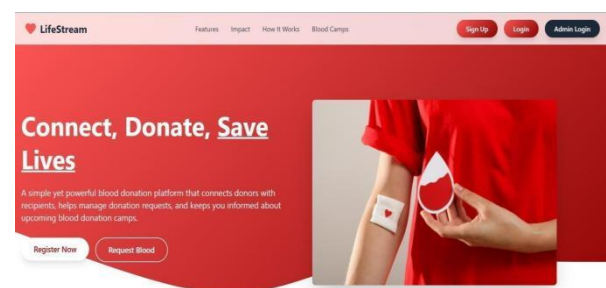 LifeStream
Features Impact How It Works Blood Camps
Sign Up Login Admin Login
Connect, Donate, Save
Lives
A simple yet powerful blood donation platform that connects donors with
recipients, helps manage donation requests, and keeps you informed about
upcoming blood donation camps.
Register Now Request Blood